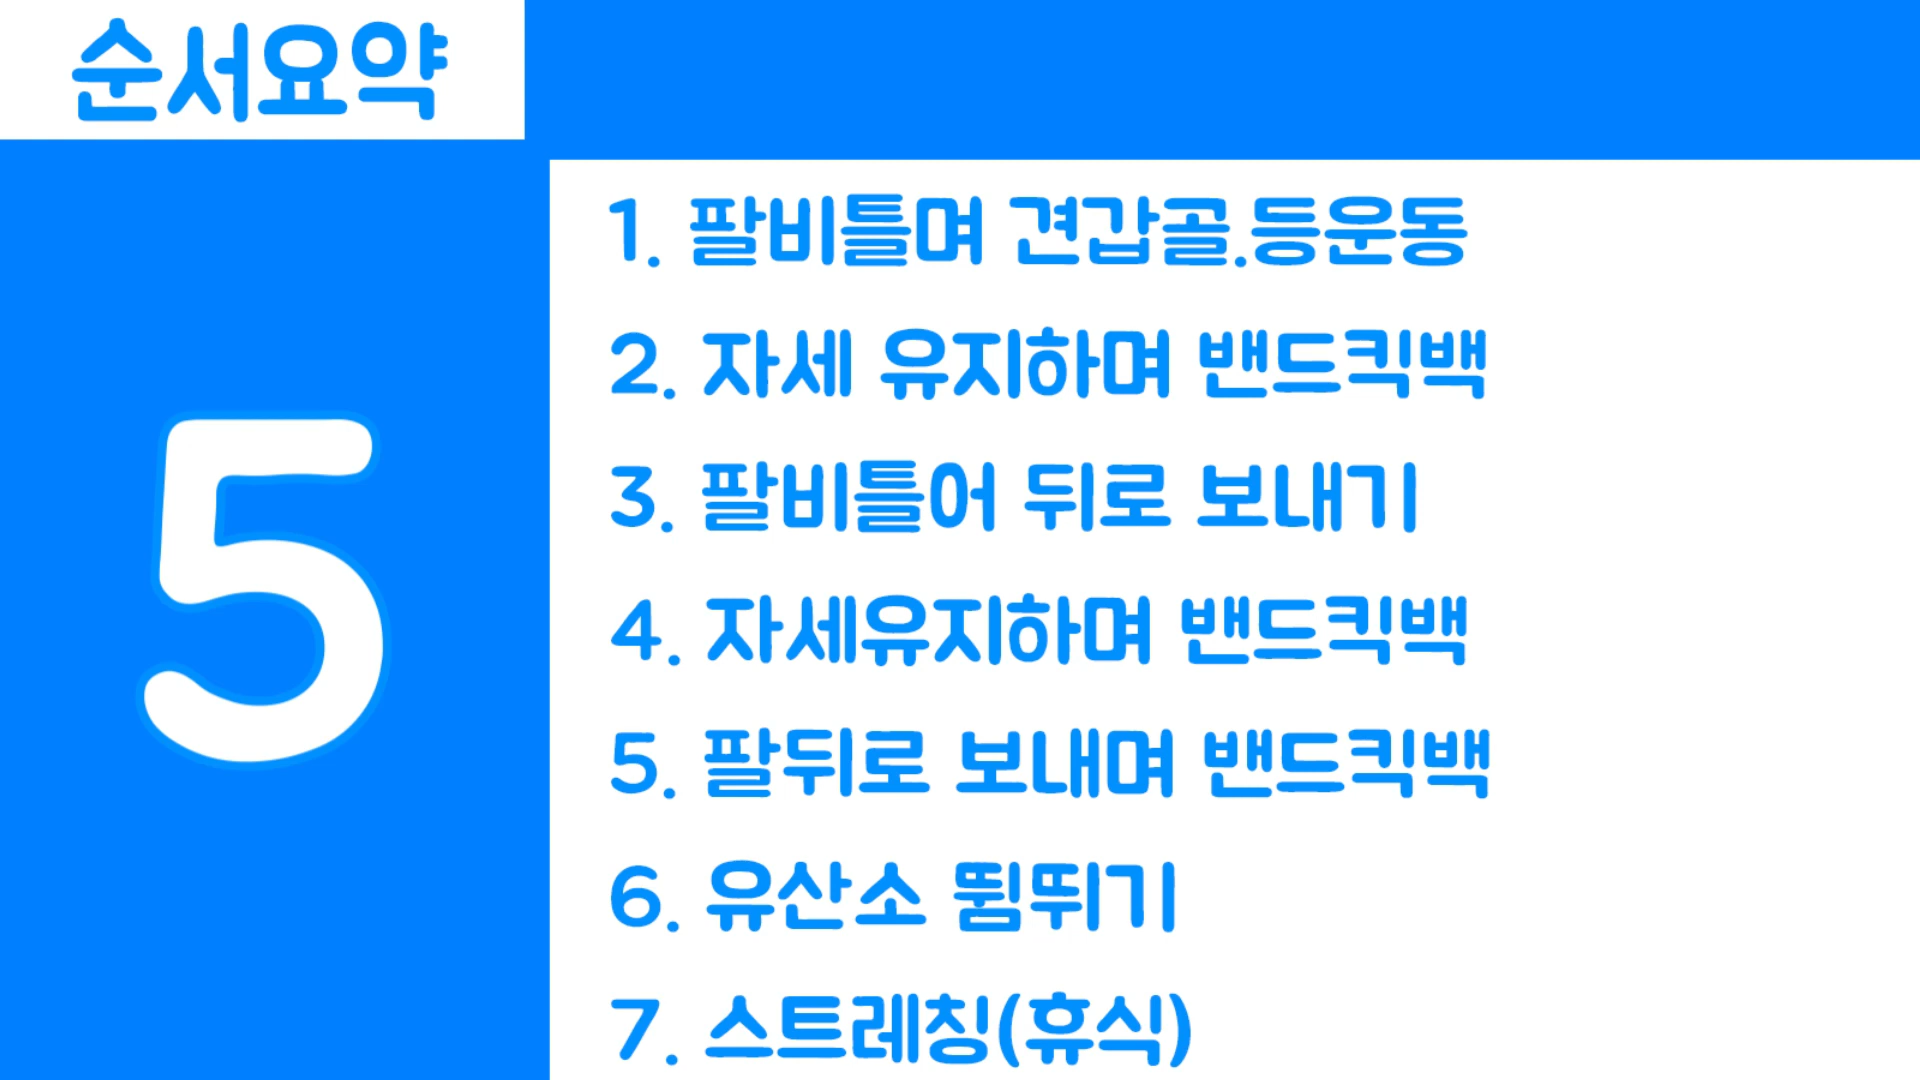 순서요약
5
1. 팔비틀며 견갑골.등운동
2. 자세 유지하며 밴드킥백
3. 팔비틀어 뒤로 보내기
4. 자세유지하며 밴드킥백
5. 팔뒤로 보내며 밴드킥백
6. 유산소 뜀뛰기
7. 스트레칭(휴식)